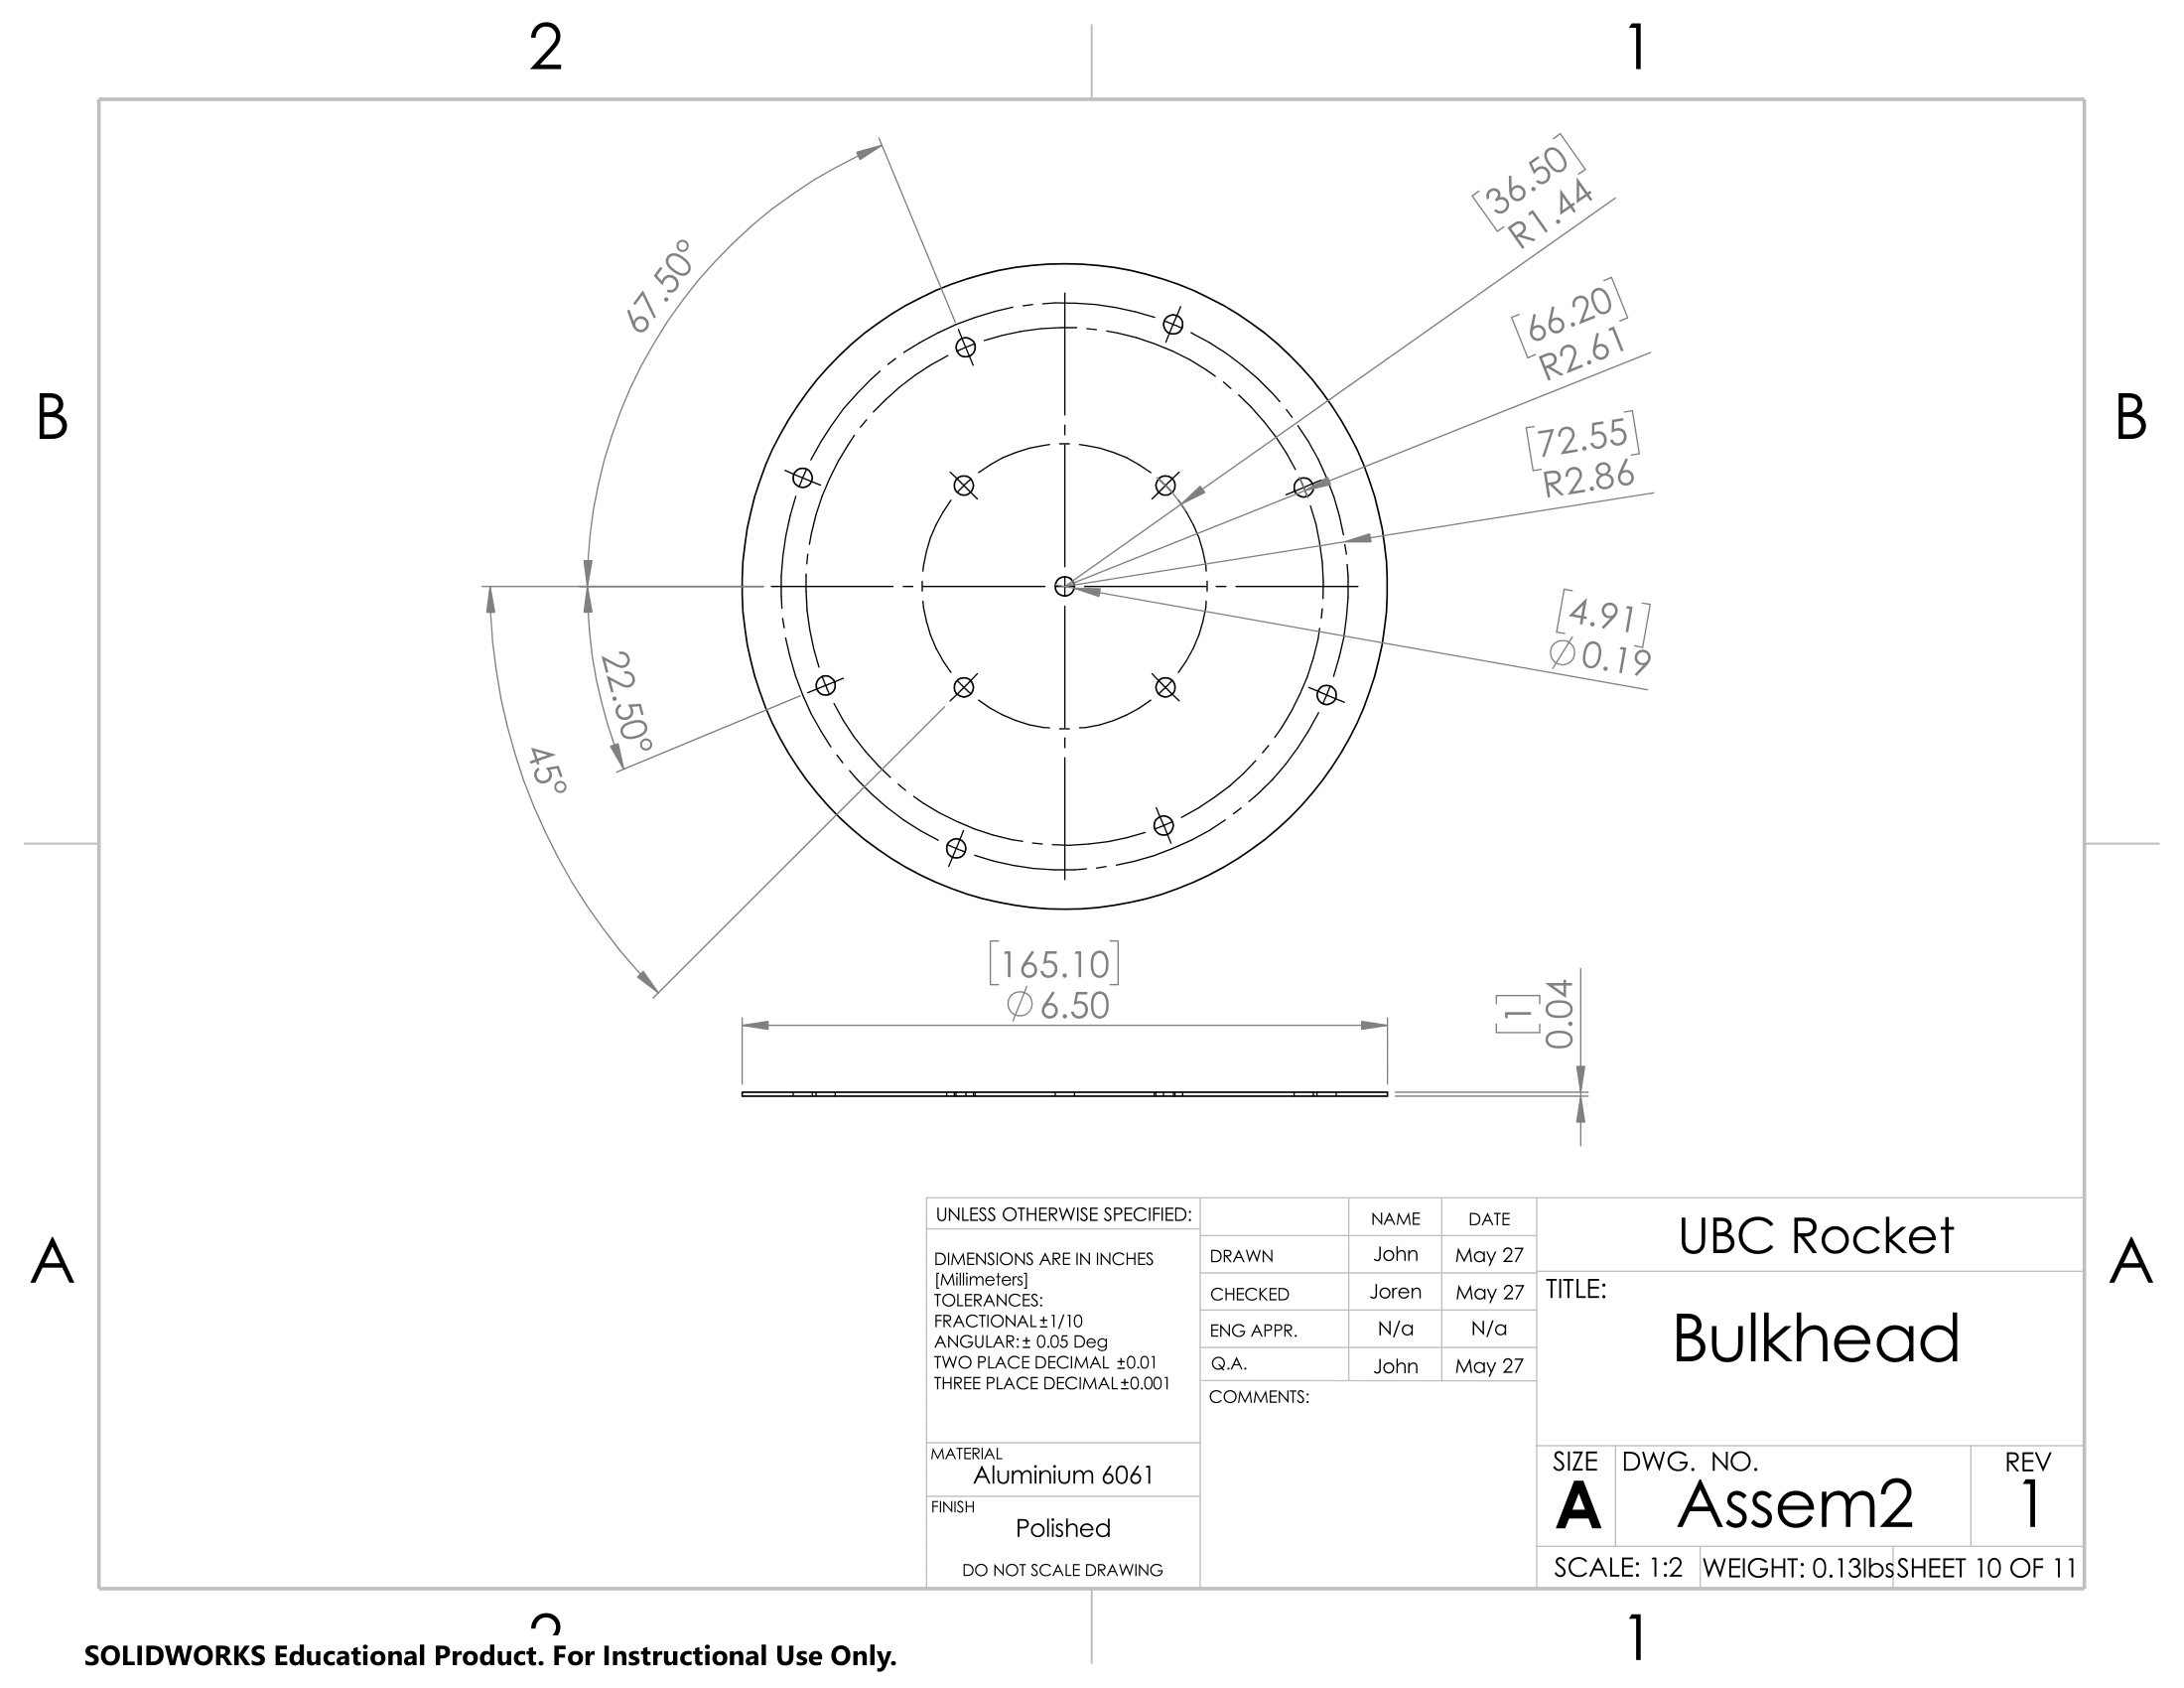 2
1
B
B
67.50°
[36.50]
R1.44
[66.20]
R2.61
[72.55]
R2.86
[4.91]
∅0.19
22.50°
45°
[165.10]
∅6.50
[1]
0.04
A
A
UNLESS OTHERWISE SPECIFIED:
DIMENSIONS ARE IN INCHES
[Millimeters]
TOLERANCES:
FRACTIONAL±1/10
ANGULAR:± 0.05 Deg
TWO PLACE DECIMAL ±0.01
THREE PLACE DECIMAL±0.001
MATERIAL
Aluminium 6061
FINISH
Polished
DO NOT SCALE DRAWING
NAME DATE
DRAWN John May 27
CHECKED Joren May 27
ENG APPR. N/a N/a
Q.A. John May 27
COMMENTS:
UBC Rocket
TITLE:
Bulkhead
SIZE DWG. NO. REV
A Assem2 1
SCALE: 1:2 WEIGHT: 0.13lbs SHEET 10 OF 11
2
1
SOLIDWORKS Educational Product. For Instructional Use Only.